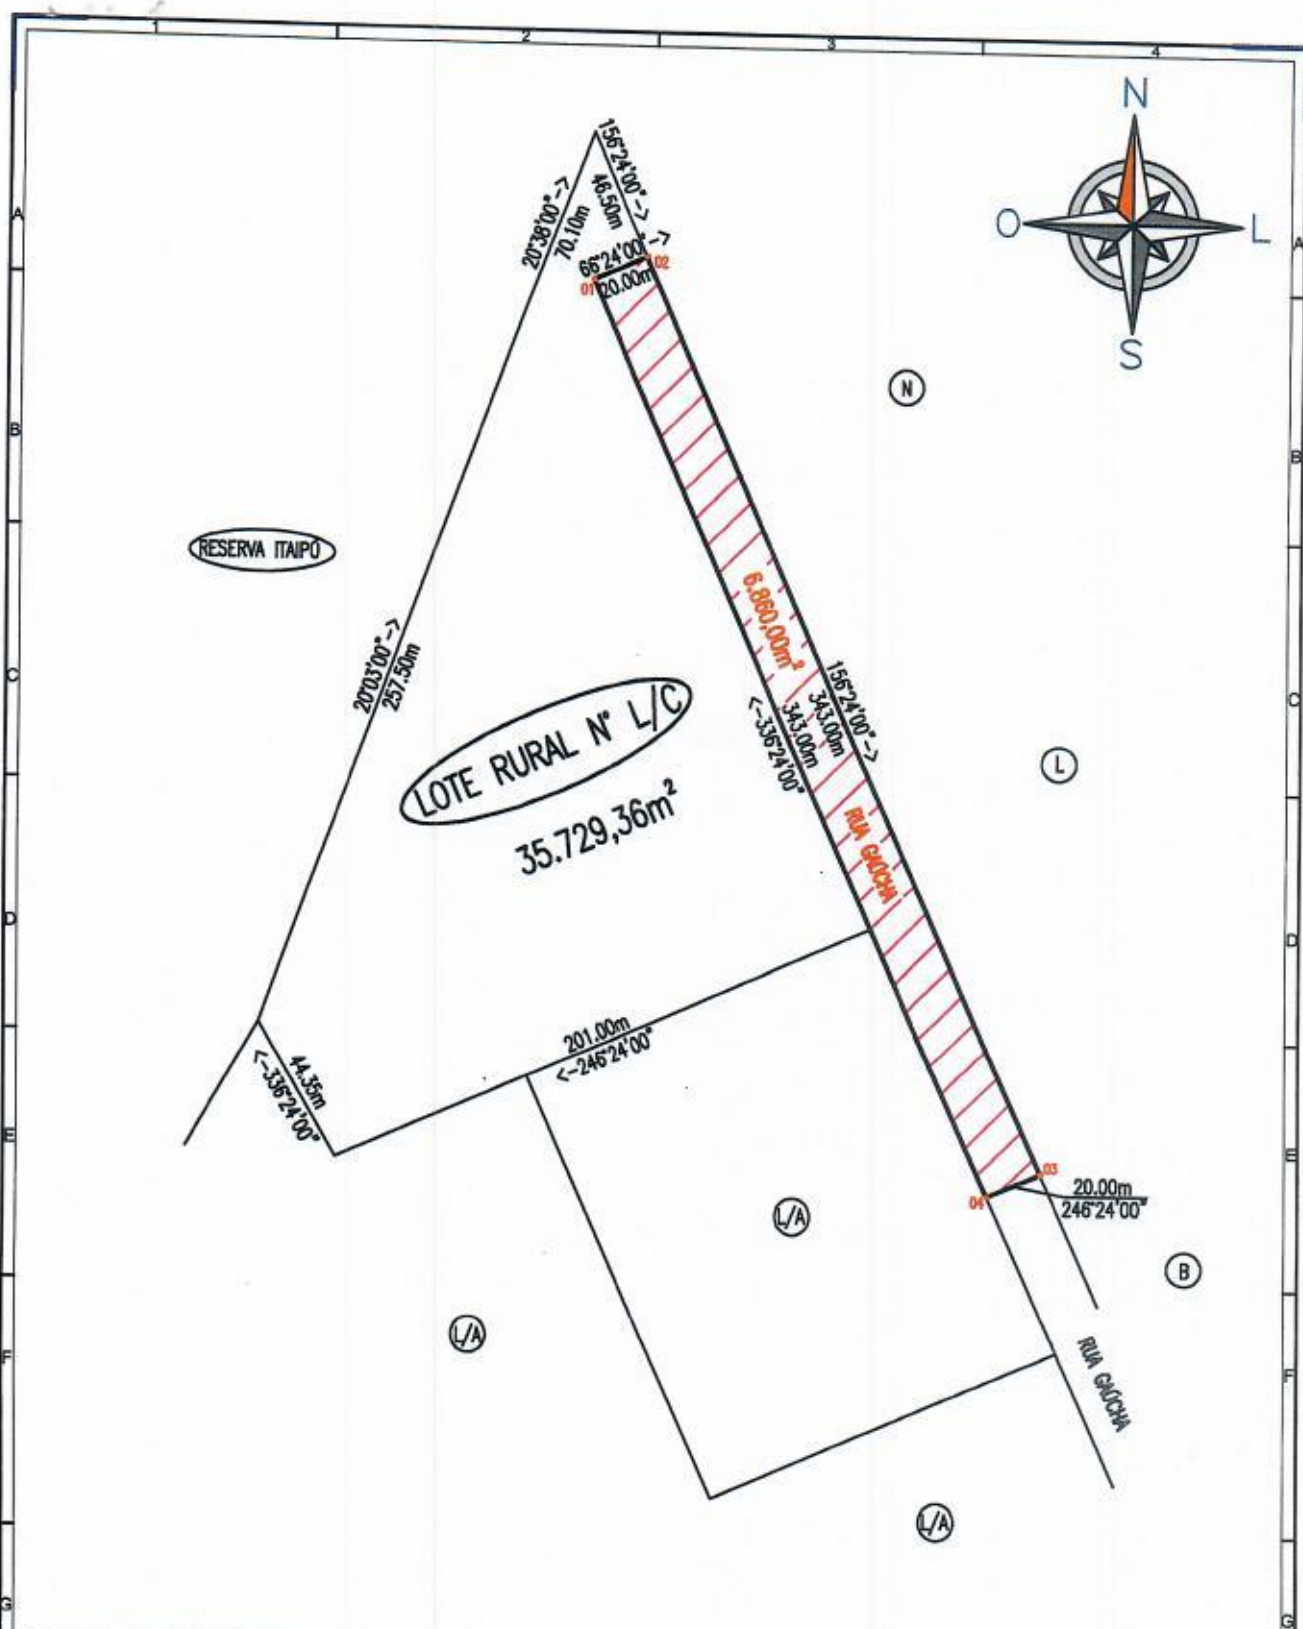 1
2
3
4
N
O
L
S
A
A
156°24'00" ->
46.50m
20°38'00" ->
70.10m
66°24'00" ->
20.00m
01
02
N
B
B
RESERVA ITAIPÚ
6.860,00m²
20°03'00" ->
257.50m
C
C
156°24'00" ->
343.00m
343.00m
<-336°24'00"
LOTE RURAL N° L/C
35.729,36m²
L
RUA GAÚCHA
D
D
201.00m
<-246°24'00"
44.35m
<-336°24'00"
E
E
03
04
20.00m
246°24'00"
L/A
B
L/A
RUA GAÚCHA
F
F
L/A
G
G